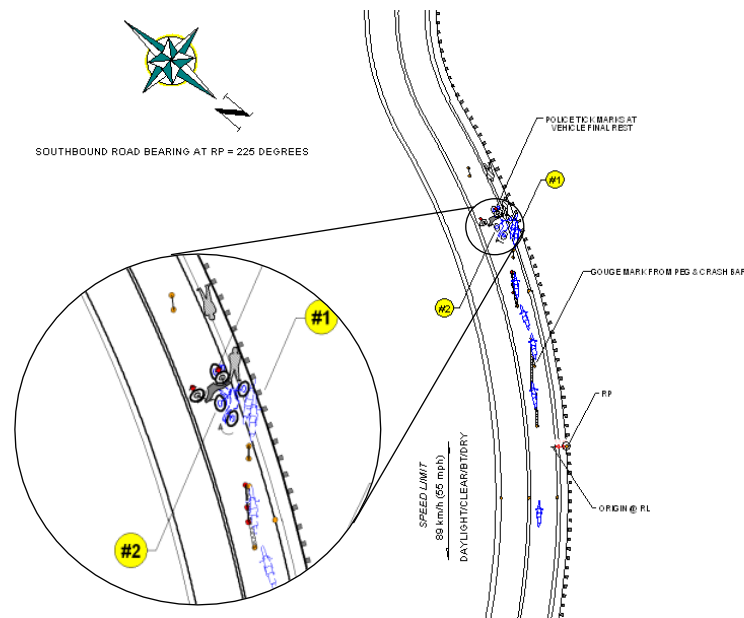 POLICE TICK MARKS AT
VEHICLE FINAL REST
SOUTHBOUND ROAD BEARING AT RP = 225 DEGREES
#1
#2
GOUGE MARK FROM PEG & CRASH BAR
#1
RP
SPEED LIMIT
89 km/h (55 mph)
DAYLIGHT/CLEAR/BT/DRY
ORIGIN @ RL
#2